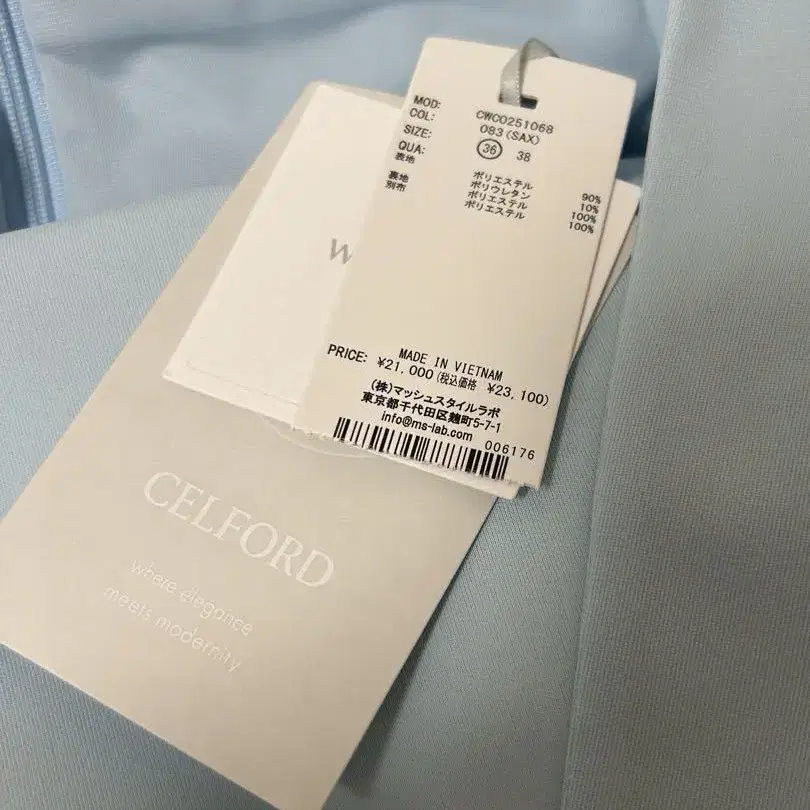 MOD: CWCO251068
COL: 083(SAX)
SIZE: 36 38
QUA:
表地 ポリエステル 90%
ポリウレタン 10%
裏地 ポリエステル 100%
別布 ポリエステル 100%
MADE IN VIETNAM
PRICE: ¥21,000(税込価格 ¥23,100)
(株)マッシュスタイルラボ
東京都千代田区麹町5-7-1
info@ms-lab.com
006176
CELFORD
where elegance
meets modernity